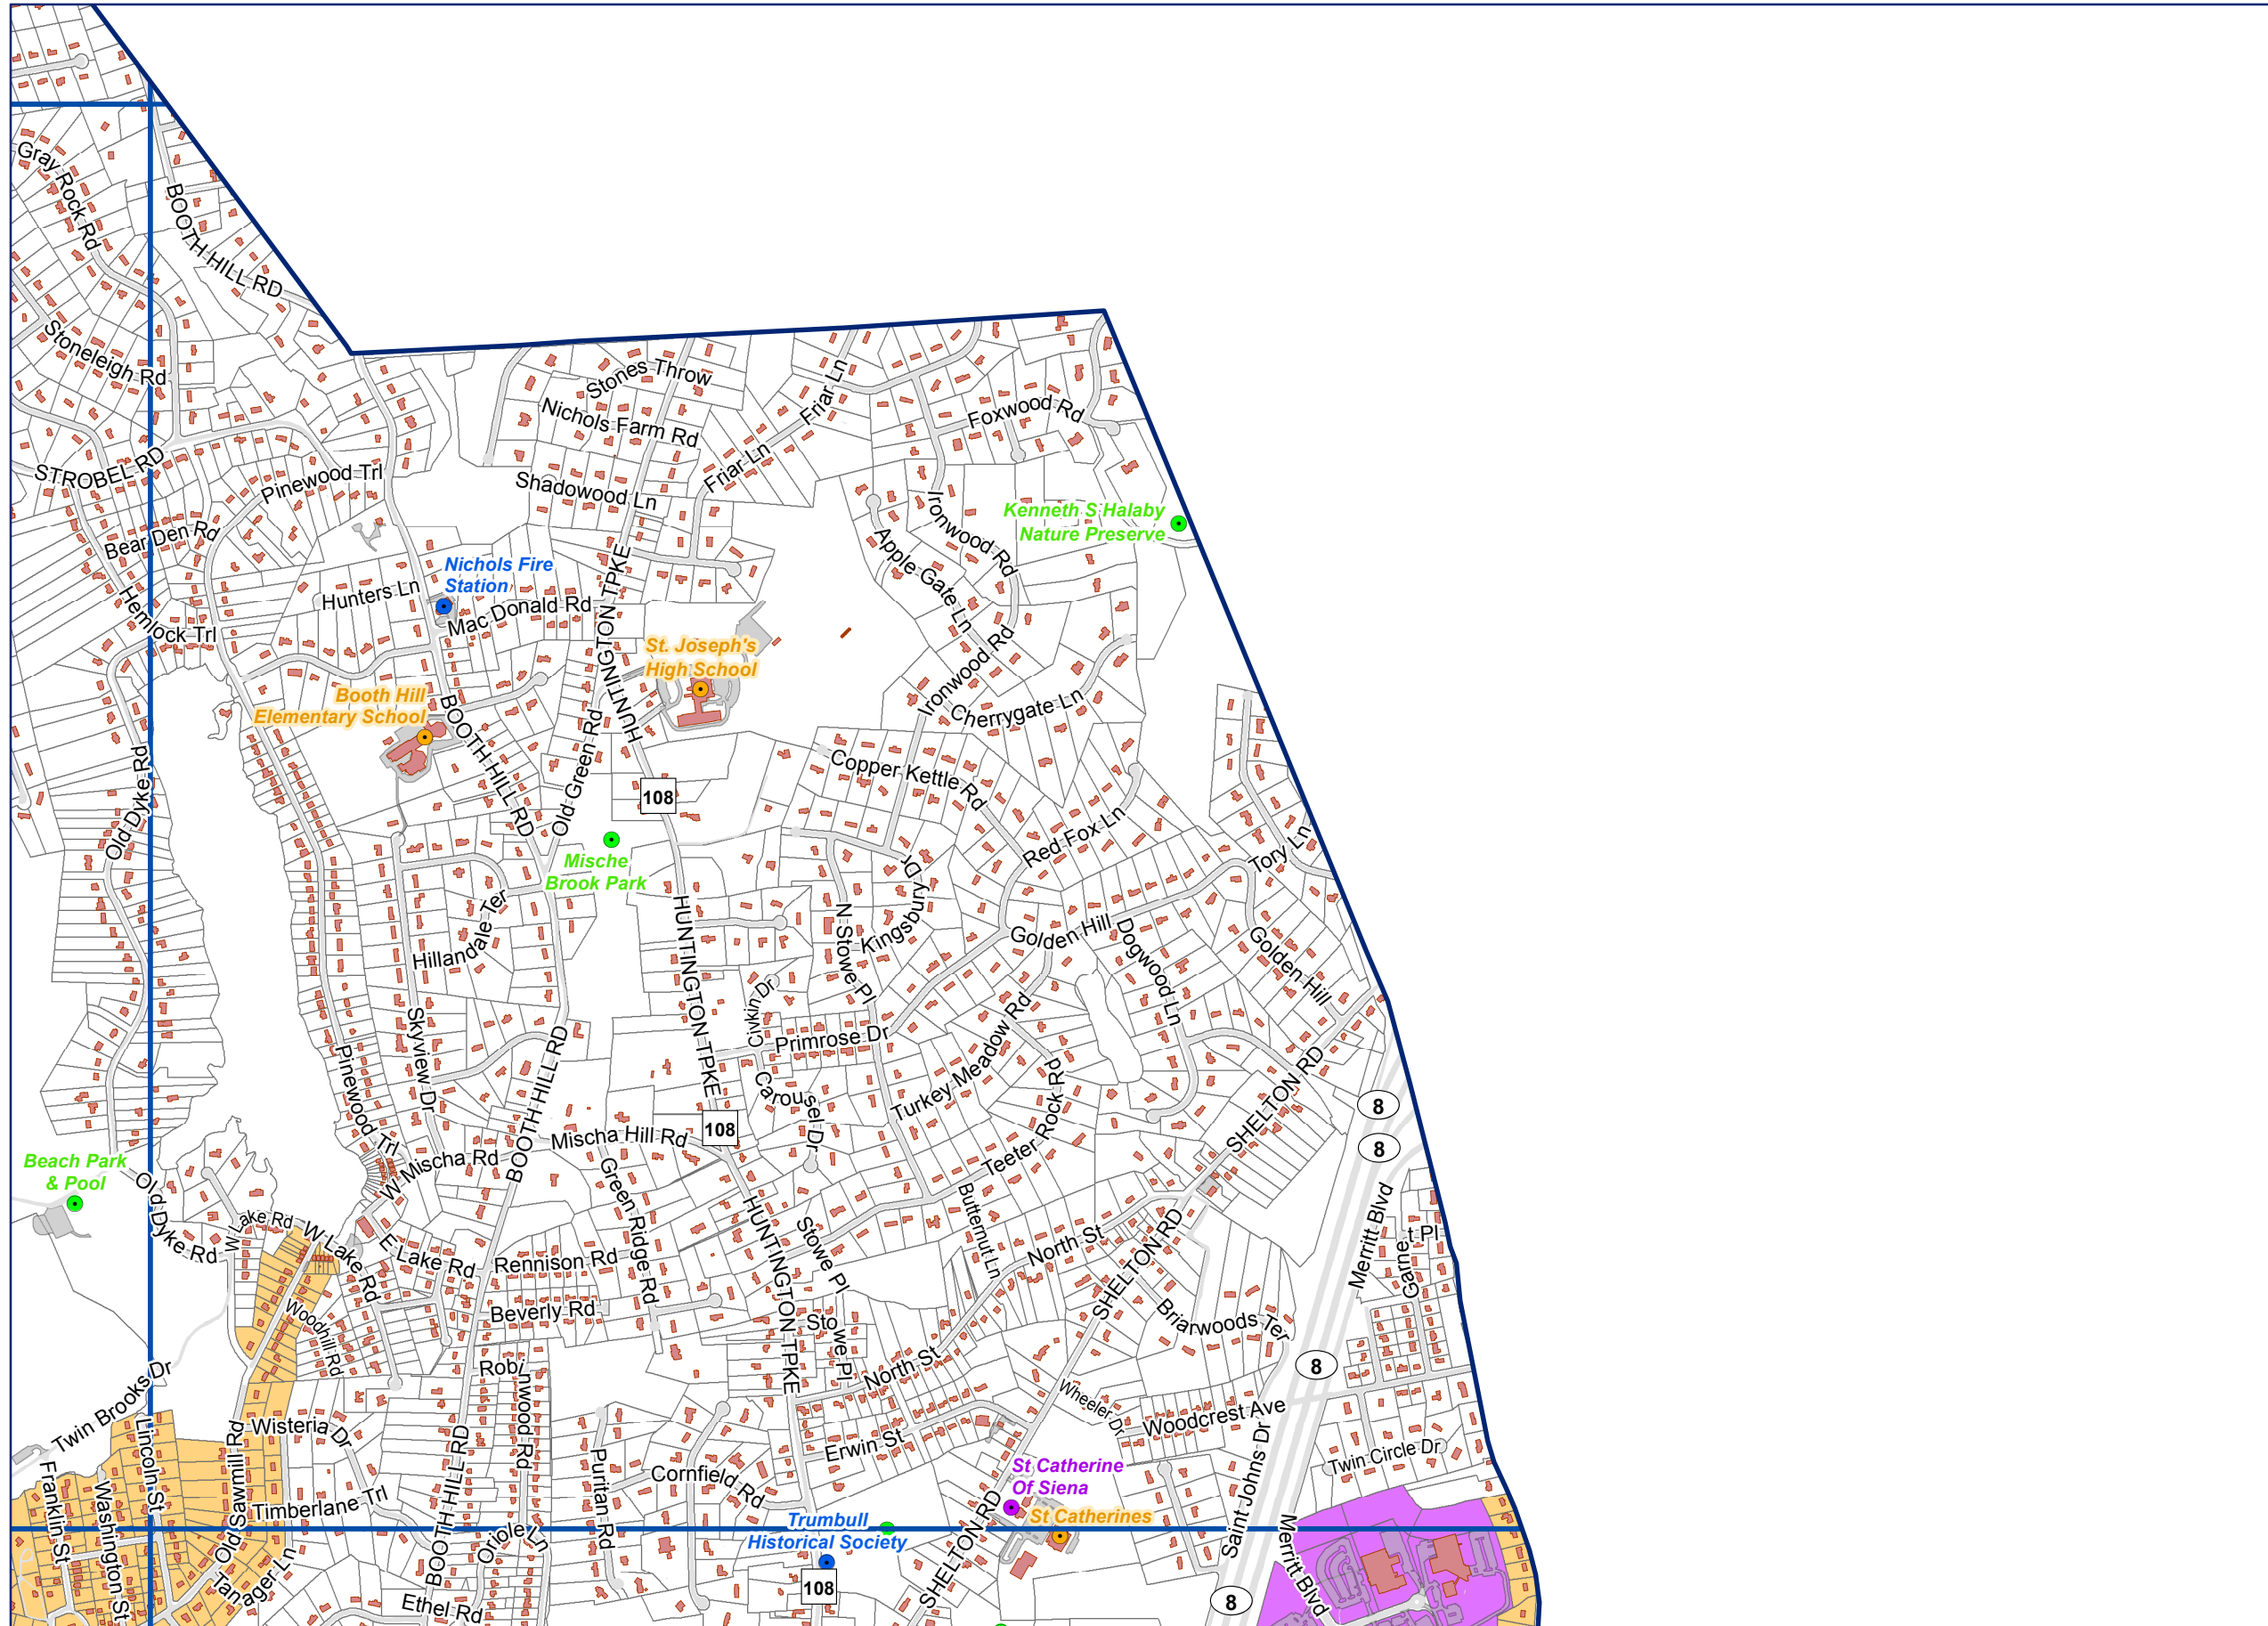 Gray Rock Rd
BOOTH HILL RD
Stoneleigh Rd
Stones Throw
Nichols Farm Rd
Friar Ln
Friar Ln
Foxwood Rd
STROBEL RD
Pinewood Trl
Shadowood Ln
Bear Den Rd
Ironwood Rd
Kenneth S Halaby
Nature Preserve
Apple Gate Ln
Nichols Fire
Station
Hunters Ln
Mac Donald Rd
HUNTINGTON TPKE
Hemlock Trl
St. Joseph's
High School
Ironwood Rd
Cherrygate Ln
Booth Hill
Elementary School
BOOTH HILL RD
HUNTINGTON TPKE
Old Green Rd
Old Dyke Rd
108
Copper Kettle Rd
Red Fox Ln
Tory Ln
Mische
Brook Park
Kingsbury Dr
N Stowe Pl
Hillandale Ter
HUNTINGTON TPKE
Golden Hill
Dogwood Ln
Golden Hill
Civkin Dr
Primrose Dr
Turkey Meadow Rd
Skyview Dr
Pinewood Trl
BOOTH HILL RD
Carousel Dr
Teeter Rock Rd
SHELTON RD
8
8
108
Mischa Hill Rd
W Mischa Rd
Beach Park
& Pool
Old Dyke Rd
W Lake Rd
W Lake Rd
E Lake Rd
Green Ridge Rd
Rennison Rd
HUNTINGTON TPKE
Stowe Pl
Butternut Ln
North St
SHELTON RD
Merritt Blvd
Garnet Pl
Beverly Rd
Woodhill Rd
Stowe Pl
Briarwoods Ter
8
Robinwood Rd
North St
Twin Brooks Dr
Wheeler Dr
Woodcrest Ave
Wisteria Dr
Erwin St
Lincoln St
Old Sawmill Rd
BOOTH HILL RD
Puritan Rd
Cornfield Rd
Saint Johns Dr
Twin Circle Dr
St Catherine
Of Siena
Franklin St
Washington St
Timberlane Trl
St Catherines
Trumbull
Historical Society
Oriole Ln
Tanager Ln
SHELTON RD
Merritt Blvd
108
8
Ethel Rd